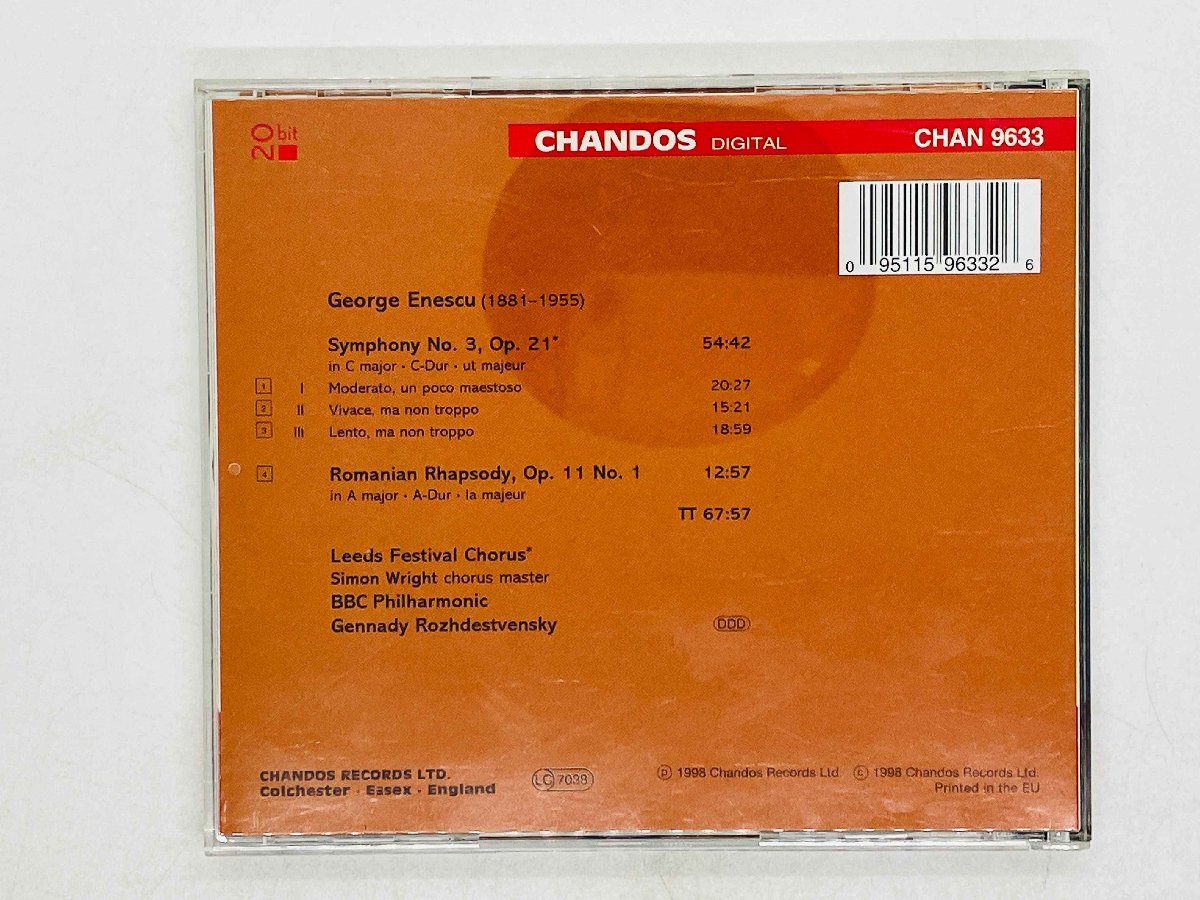 20 bit
CHANDOS DIGITAL CHAN 9633
0 95115 96332 6
George Enescu (1881–1955)
Symphony No. 3, Op. 21* 54:42
in C major · C-Dur · ut majeur
1 I Moderato, un poco maestoso 20:27
2 II Vivace, ma non troppo 15:21
3 III Lento, ma non troppo 18:59
4 Romanian Rhapsody, Op. 11 No. 1 12:57
in A major · A-Dur · la majeur
TT 67:57
Leeds Festival Chorus*
Simon Wright chorus master
BBC Philharmonic
Gennady Rozhdestvensky DDD
CHANDOS RECORDS LTD.
Colchester · Essex · England
LC 7038
℗ 1998 Chandos Records Ltd. © 1998 Chandos Records Ltd.
Printed in the EU